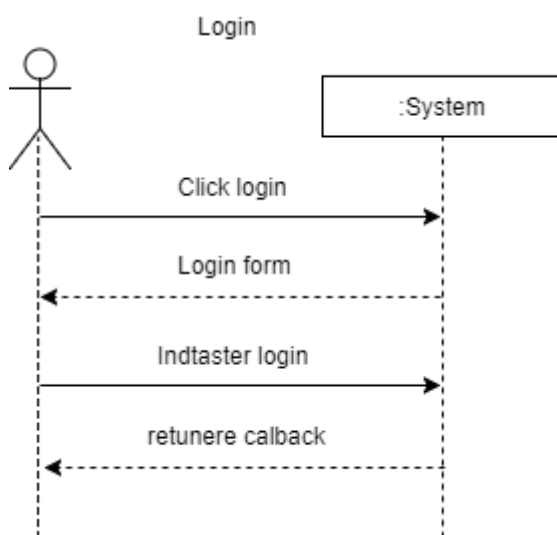 Login
:System
Click login
Login form
Indtaster login
retunere calback